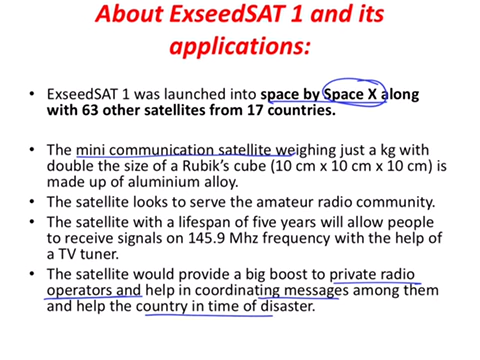 About ExseedSAT 1 and its
applications:
• ExseedSAT 1 was launched into space by Space X along
with 63 other satellites from 17 countries.
• The mini communication satellite weighing just a kg with
double the size of a Rubik's cube (10 cm x 10 cm x 10 cm) is
made up of aluminium alloy.
• The satellite looks to serve the amateur radio community.
• The satellite with a lifespan of five years will allow people
to receive signals on 145.9 Mhz frequency with the help of
a TV tuner.
• The satellite would provide a big boost to private radio
operators and help in coordinating messages among them
and help the country in time of disaster.